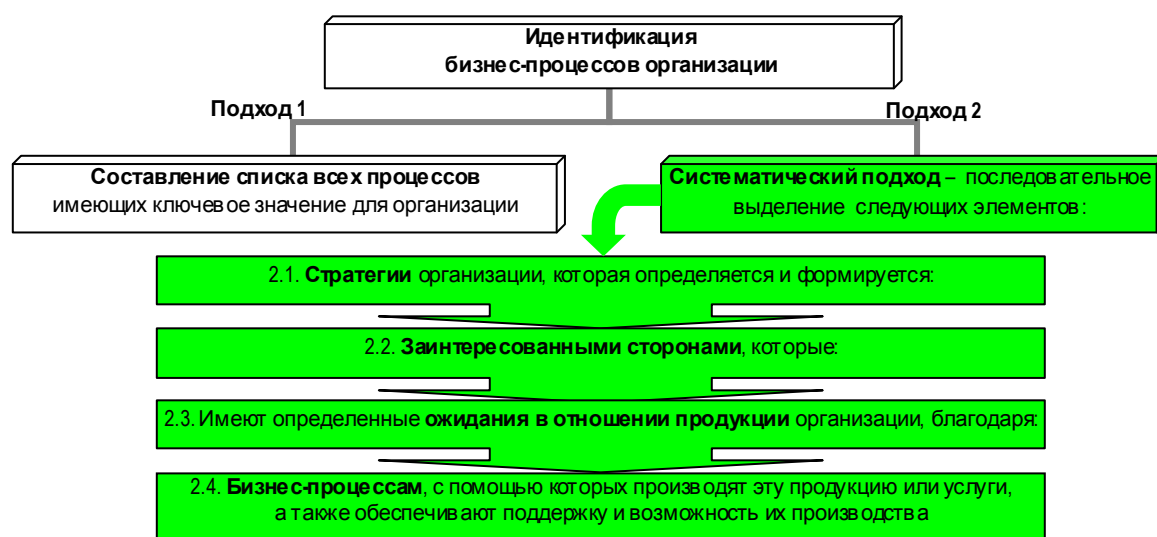 Идентификация
бизнес-процессов организации
Подход 1
Подход 2
Составление списка всех процессов
имеющих ключевое значение для организации
Систематический подход – последовательное
выделение следующих элементов:
2.1. Стратегии организации, которая определяется и формируется:
2.2. Заинтересованными сторонами, которые:
2.3. Имеют определенные ожидания в отношении продукции организации, благодаря:
2.4. Бизнес-процессам, с помощью которых производят эту продукцию или услуги,
а также обеспечивают поддержку и возможность их производства